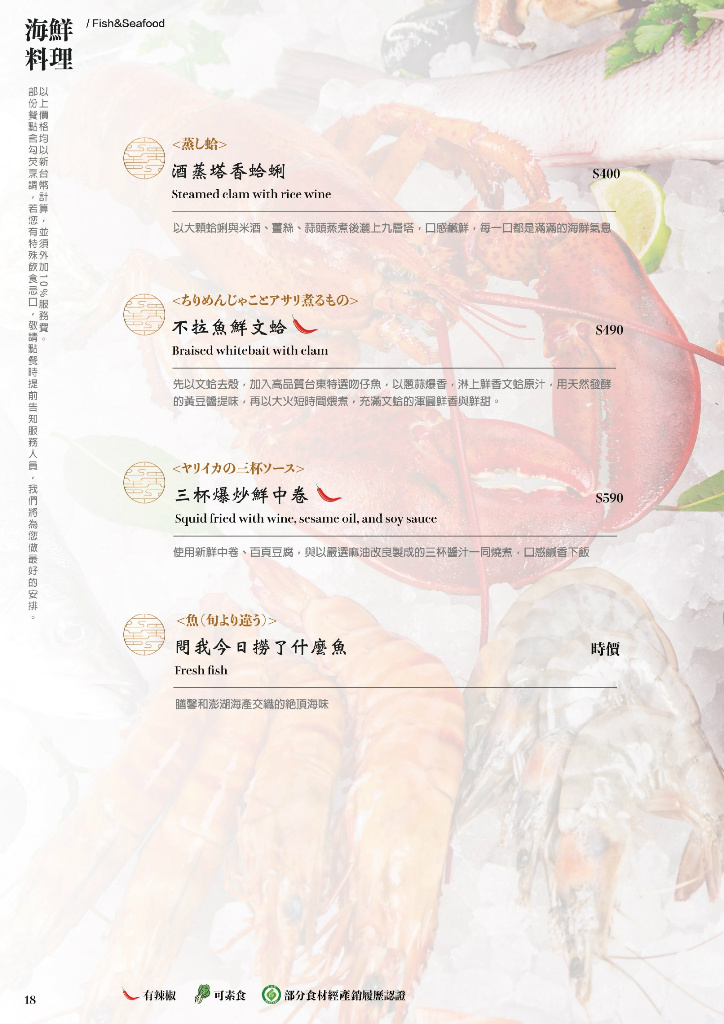 海鮮
料理
/ Fish&Seafood
以上價格均以新台幣計算，並須外加10%服務費。
部份餐點會勾芡烹調，若您有特殊飲食忌口，敬請點餐時提前告知服務人員，我們將為您做最好的安排。
<蒸し蛤>
酒蒸塔香蛤蜊
$400
Steamed clam with rice wine
以大顆蛤蜊與米酒、薑絲、蒜頭蒸煮後灑上九層塔，口感鹹鮮，每一口都是滿滿的海鮮氣息
<ちりめんじゃことアサリ煮るもの>
不拉魚鮮文蛤
$490
Braised whitebait with clam
先以文蛤去殼，加入高品質台東特選吻仔魚，以蔥蒜爆香，淋上鮮香文蛤原汁，用天然發酵
的黃豆醬提味，再以大火短時間煨煮，充滿文蛤的渾圓鮮香與鮮甜。
<ヤリイカの三杯ソース>
三杯爆炒鮮中卷
$590
Squid fried with wine, sesame oil, and soy sauce
使用新鮮中卷、百頁豆腐，與以嚴選麻油改良製成的三杯醬汁一同燒煮，口感鹹香下飯
<魚(旬より違う)>
問我今日撈了什麼魚
時價
Fresh fish
膳馨和澎湖海產交織的絕頂海味
18
有辣椒
可素食
部分食材經產銷履歷認證